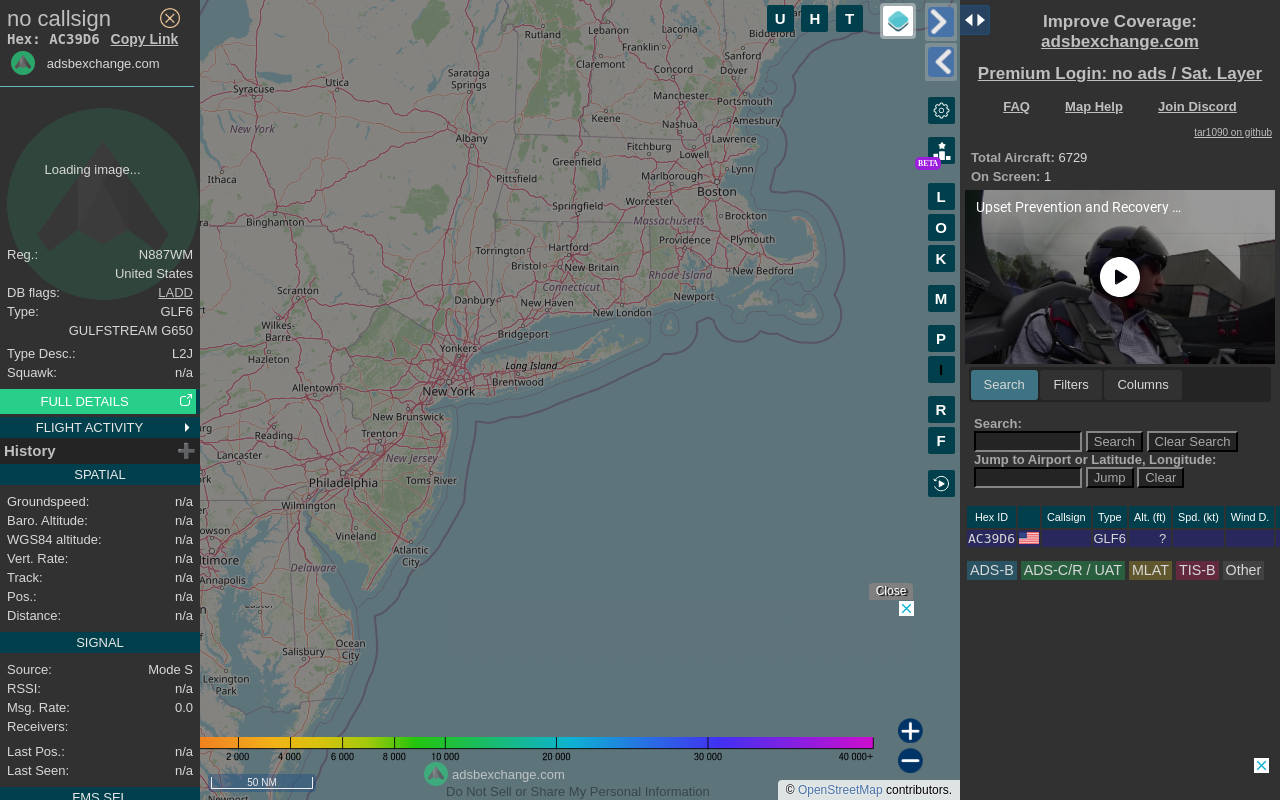 no callsign
Hex: AC39D6 Copy Link
adsbexchange.com
Loading image...
Reg.: N887WM
United States
DB flags: LADD
Type: GLF6
GULFSTREAM G650
Type Desc.: L2J
Squawk: n/a
FULL DETAILS
FLIGHT ACTIVITY
History
SPATIAL
Groundspeed: n/a
Baro. Altitude: n/a
WGS84 altitude: n/a
Vert. Rate: n/a
Track: n/a
Pos.: n/a
Distance: n/a
SIGNAL
Source: Mode S
RSSI: n/a
Msg. Rate: 0.0
Receivers:
Last Pos.: n/a
Last Seen: n/a
FMS SEL
U H T
BETA
L
O
K
M
P
I
R
F
Rutland
Lebanon
Laconia
Biddeford
Franklin
Claremont
Sanford
Concord
Dover
Saratoga
Springs
Utica
Syracuse
Manchester
Portsmouth
Keene
Nashua
Amesbury
New York
Albany
Fitchburg
Lawrence
Greenfield
Lowell
Lynn
Marlborough
Pittsfield
Ithaca
Boston
Springfield
Worcester
Binghamton
Massachusetts
Brockton
Providence
Plymouth
Torrington
Hartford
Bristol
New Britain
Rhode Island
New Bedford
Connecticut
Scranton
Danbury
New Haven
Newport
New London
Wilkes-
Barre
Bridgeport
Yonkers
Hazleton
Long Island
Brentwood
Allentown
New York
New Brunswick
Reading
Trenton
Lancaster
New Jersey
Philadelphia
Toms River
Wilmington
Vineland
Atlantic
City
Delaware
Annapolis
Easton
Ocean
City
Salisbury
Lexington
Park
Close
2 000 4 000 6 000 8 000 10 000 20 000 30 000 40 000+
50 NM
adsbexchange.com
Do Not Sell or Share My Personal Information
© OpenStreetMap contributors.
Improve Coverage:
adsbexchange.com
Premium Login: no ads / Sat. Layer
FAQ Map Help Join Discord
tar1090 on github
Total Aircraft: 6729
On Screen: 1
Upset Prevention and Recovery ...
Search Filters Columns
Search:
Search Clear Search
Jump to Airport or Latitude, Longitude:
Jump Clear
Hex ID Callsign Type Alt. (ft) Spd. (kt) Wind D.
AC39D6 GLF6 ?
ADS-B ADS-C/R / UAT MLAT TIS-B Other